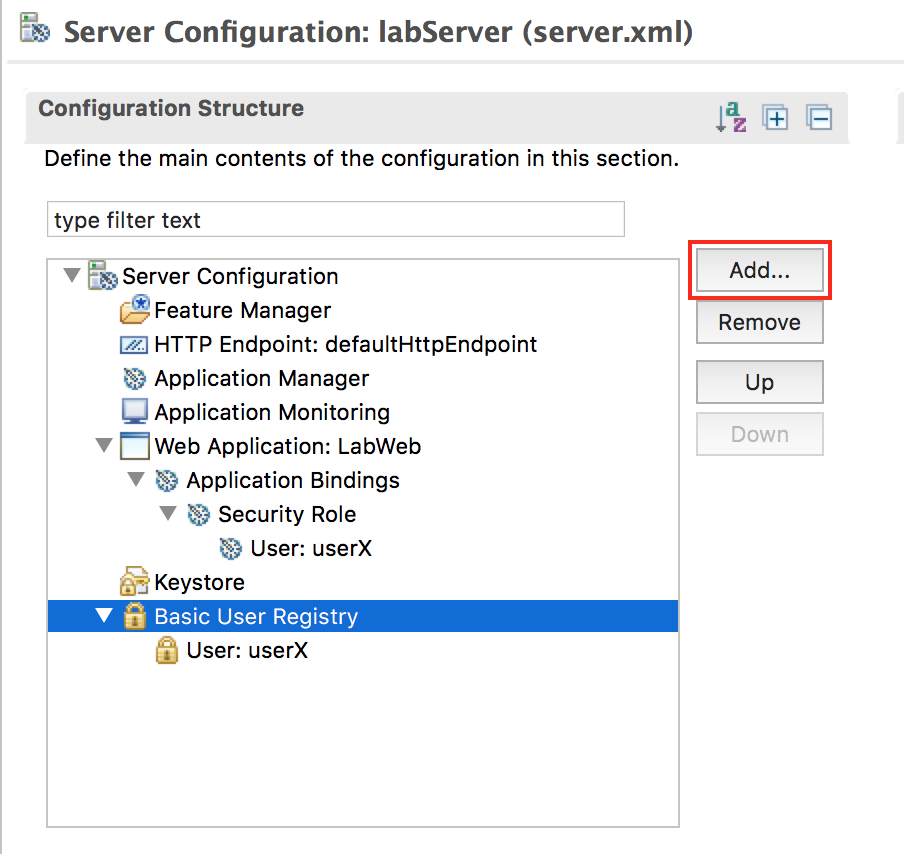 Server Configuration: labServer (server.xml)
Configuration Structure
a
z
Define the main contents of the configuration in this section.
type filter text
Server Configuration
Feature Manager
HTTP Endpoint: defaultHttpEndpoint
Application Manager
Application Monitoring
Web Application: LabWeb
Application Bindings
Security Role
User: userX
Keystore
Basic User Registry
User: userX
Add...
Remove
Up
Down